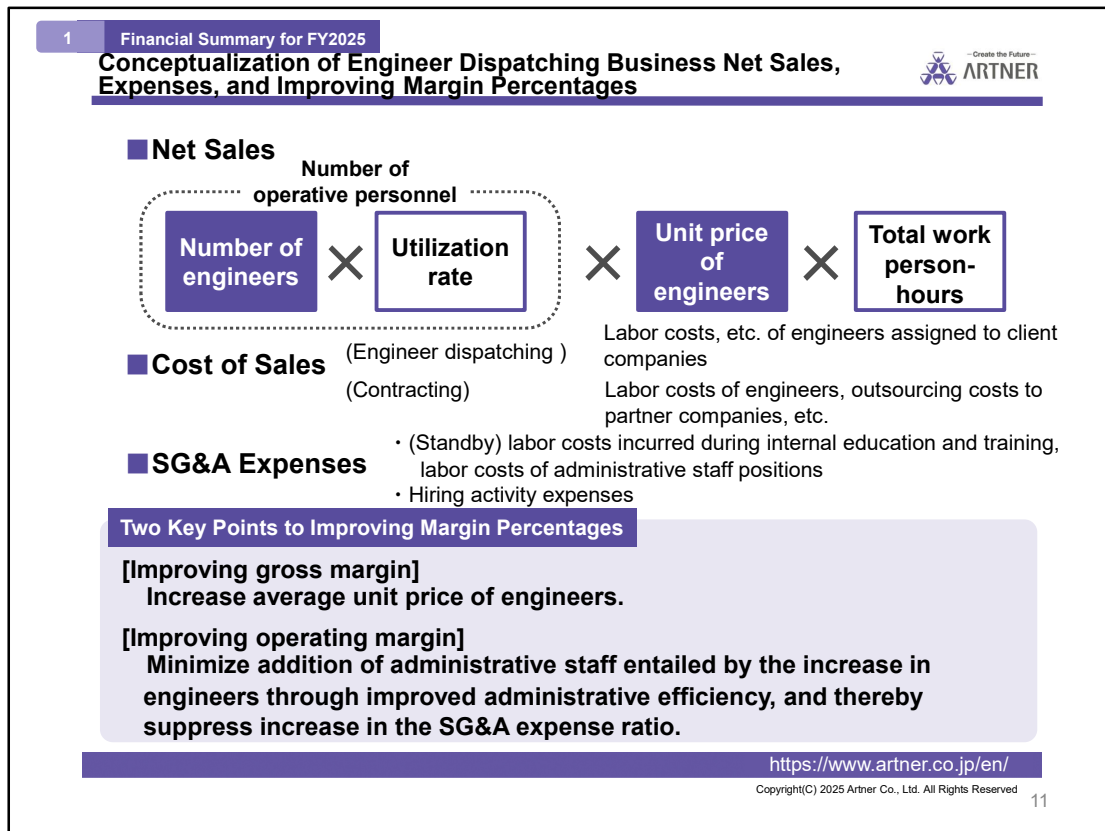 1
Financial Summary for FY2025
Conceptualization of Engineer Dispatching Business Net Sales,
Expenses, and Improving Margin Percentages
−Create the Future−
ARTNER
■Net Sales
Number of
operative personnel
Number of
engineers
×
Utilization
rate
×
Unit price
of
engineers
×
Total work
person-
hours
■Cost of Sales
(Engineer dispatching )
Labor costs, etc. of engineers assigned to client
companies
(Contracting)
Labor costs of engineers, outsourcing costs to
partner companies, etc.
■SG&A Expenses
・(Standby) labor costs incurred during internal education and training,
labor costs of administrative staff positions
・Hiring activity expenses
Two Key Points to Improving Margin Percentages
[Improving gross margin]
Increase average unit price of engineers.
[Improving operating margin]
Minimize addition of administrative staff entailed by the increase in
engineers through improved administrative efficiency, and thereby
suppress increase in the SG&A expense ratio.
https://www.artner.co.jp/en/
Copyright(C) 2025 Artner Co., Ltd. All Rights Reserved
11